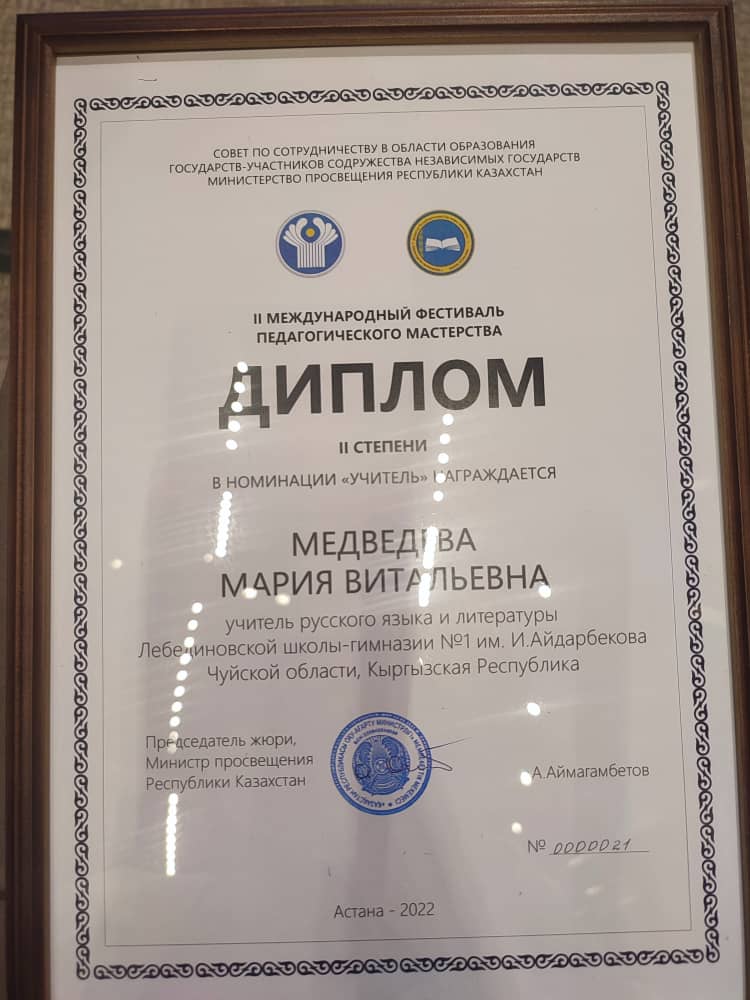 СОВЕТ ПО СОТРУДНИЧЕСТВУ В ОБЛАСТИ ОБРАЗОВАНИЯ
ГОСУДАРСТВ-УЧАСТНИКОВ СОДРУЖЕСТВА НЕЗАВИСИМЫХ ГОСУДАРСТВ
МИНИСТЕРСТВО ПРОСВЕЩЕНИЯ РЕСПУБЛИКИ КАЗАХСТАН
II МЕЖДУНАРОДНЫЙ ФЕСТИВАЛЬ
ПЕДАГОГИЧЕСКОГО МАСТЕРСТВА
ДИПЛОМ
II СТЕПЕНИ
В НОМИНАЦИИ «УЧИТЕЛЬ» НАГРАЖДАЕТСЯ
МЕДВЕДЕВА
МАРИЯ ВИТАЛЬЕВНА
учитель русского языка и литературы
Лебединовской школы-гимназии №1 им. И.Айдарбекова
Чуйской области, Кыргызская Республика
Председатель жюри,
Министр просвещения
Республики Казахстан
А.Аймагамбетов
№ 0000021
Астана - 2022